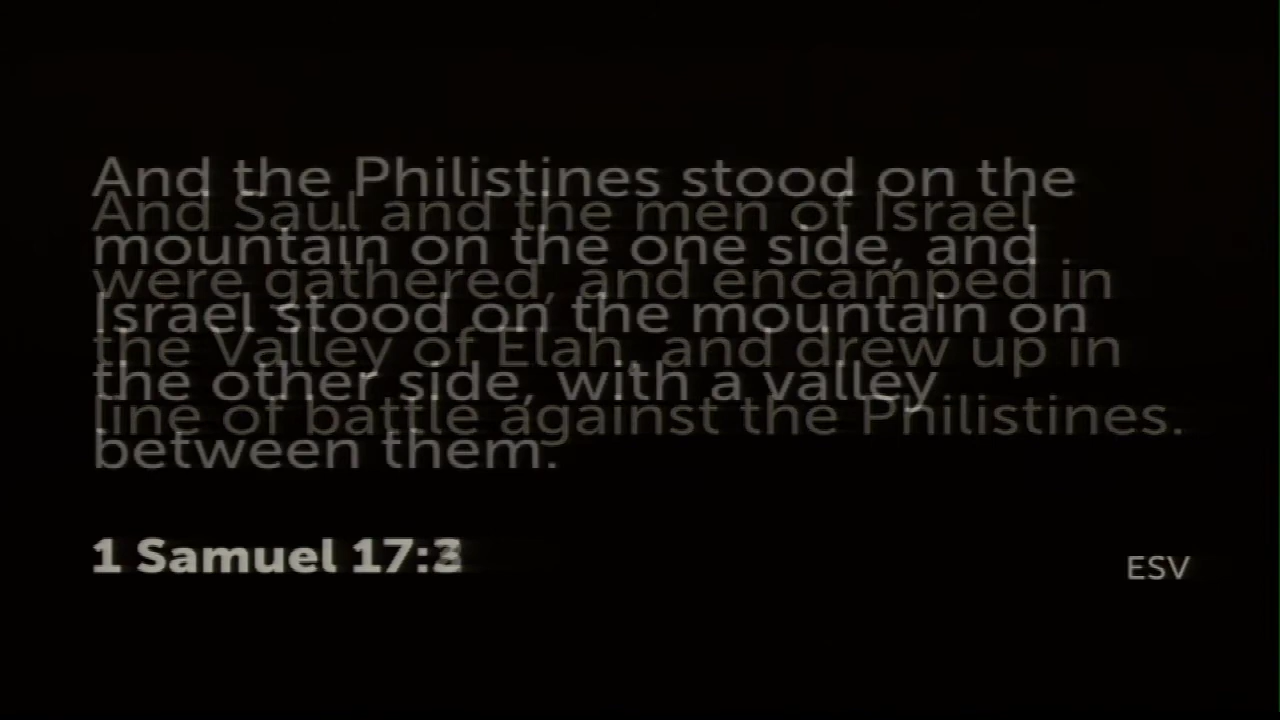 And the Philistines stood on the
And Saul and the men of Israel
mountain on the one side, and
were gathered, and encamped in
Israel stood on the mountain on
the Valley of Elah, and drew up in
the other side, with a valley
line of battle against the Philistines.
between them.
1 Samuel 17:3
ESV